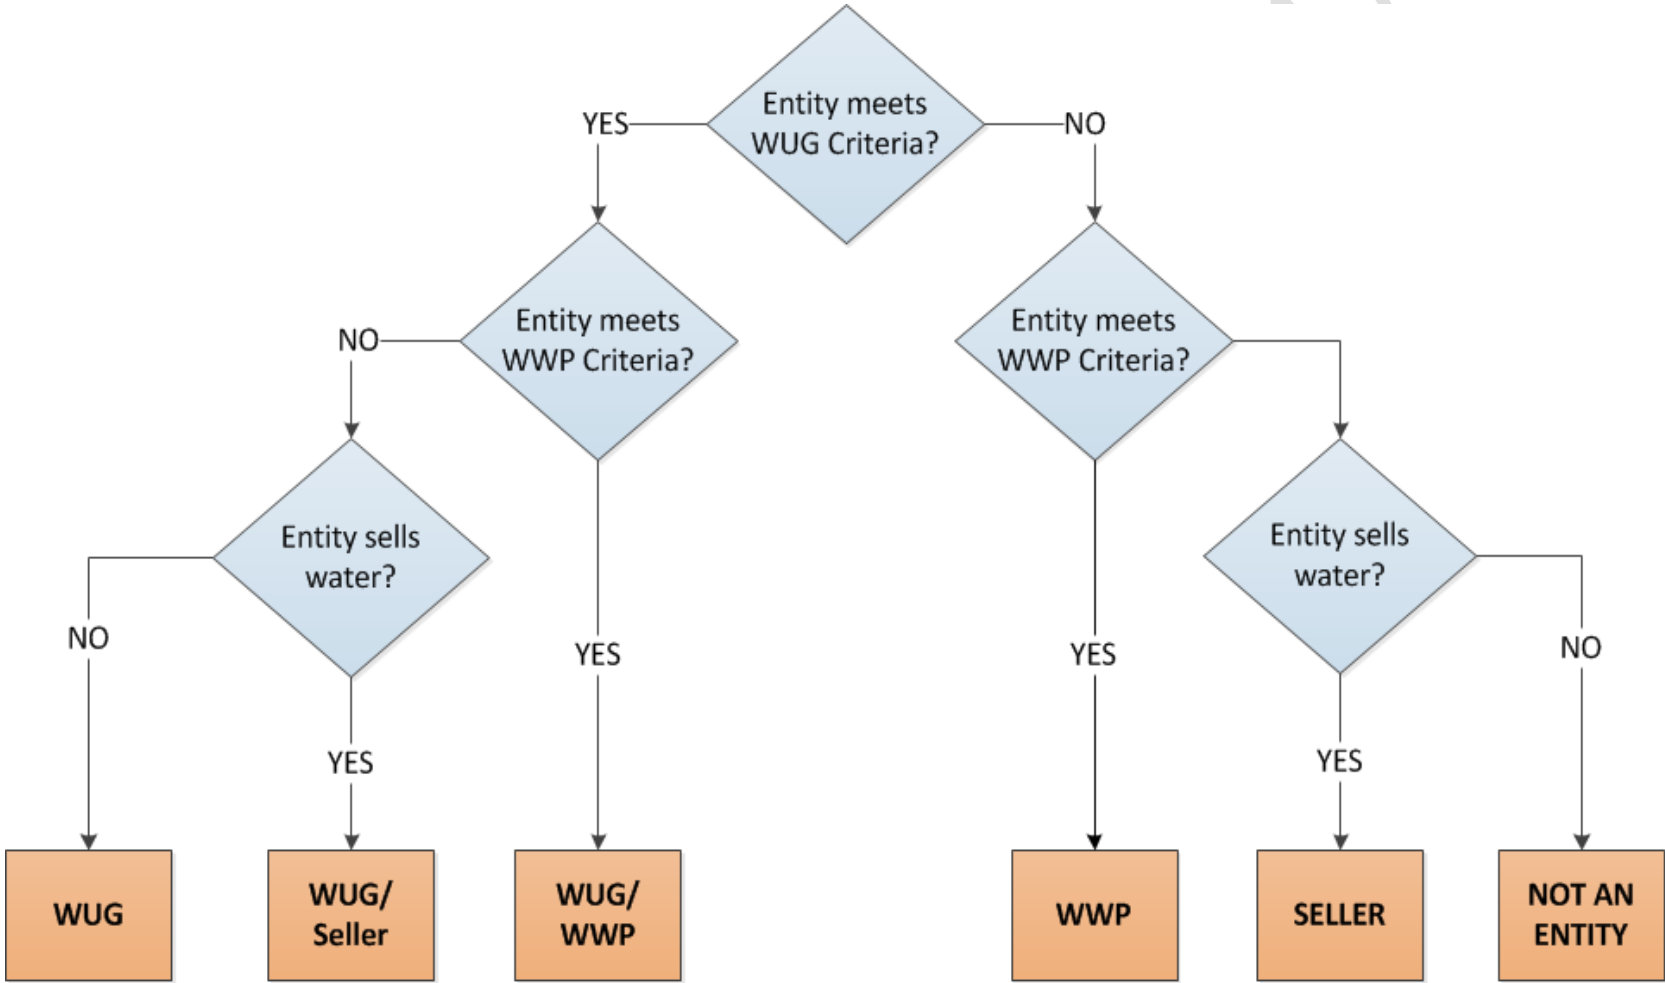 Entity meets
WUG Criteria?
YES
NO
Entity meets
WWP Criteria?
Entity meets
WWP Criteria?
NO
Entity sells
water?
Entity sells
water?
NO
YES
YES
NO
YES
YES
WUG
WUG/
Seller
WUG/
WWP
WWP
SELLER
NOT AN
ENTITY